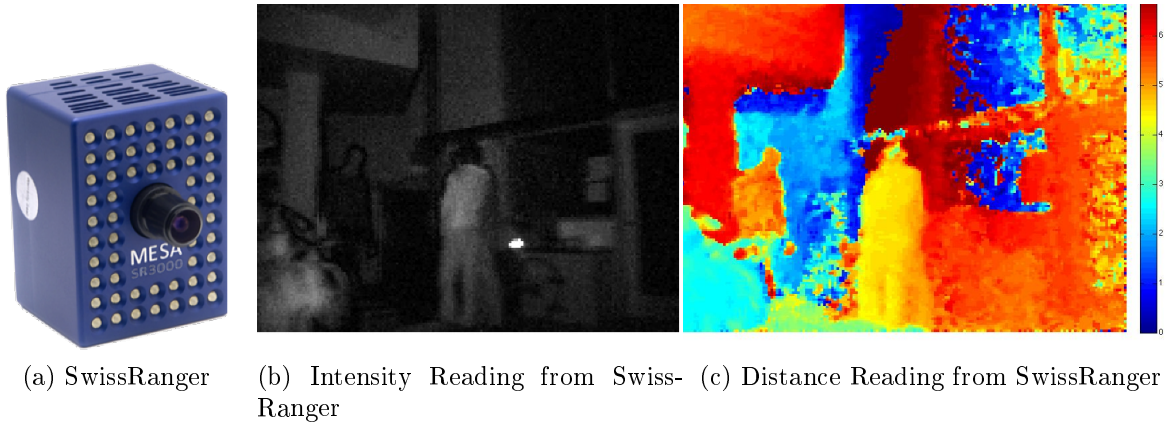 MESA
SR3000
6
5
4
3
2
1
0
(a) SwissRanger
(b) Intensity Reading from Swiss-
Ranger
(c) Distance Reading from SwissRanger